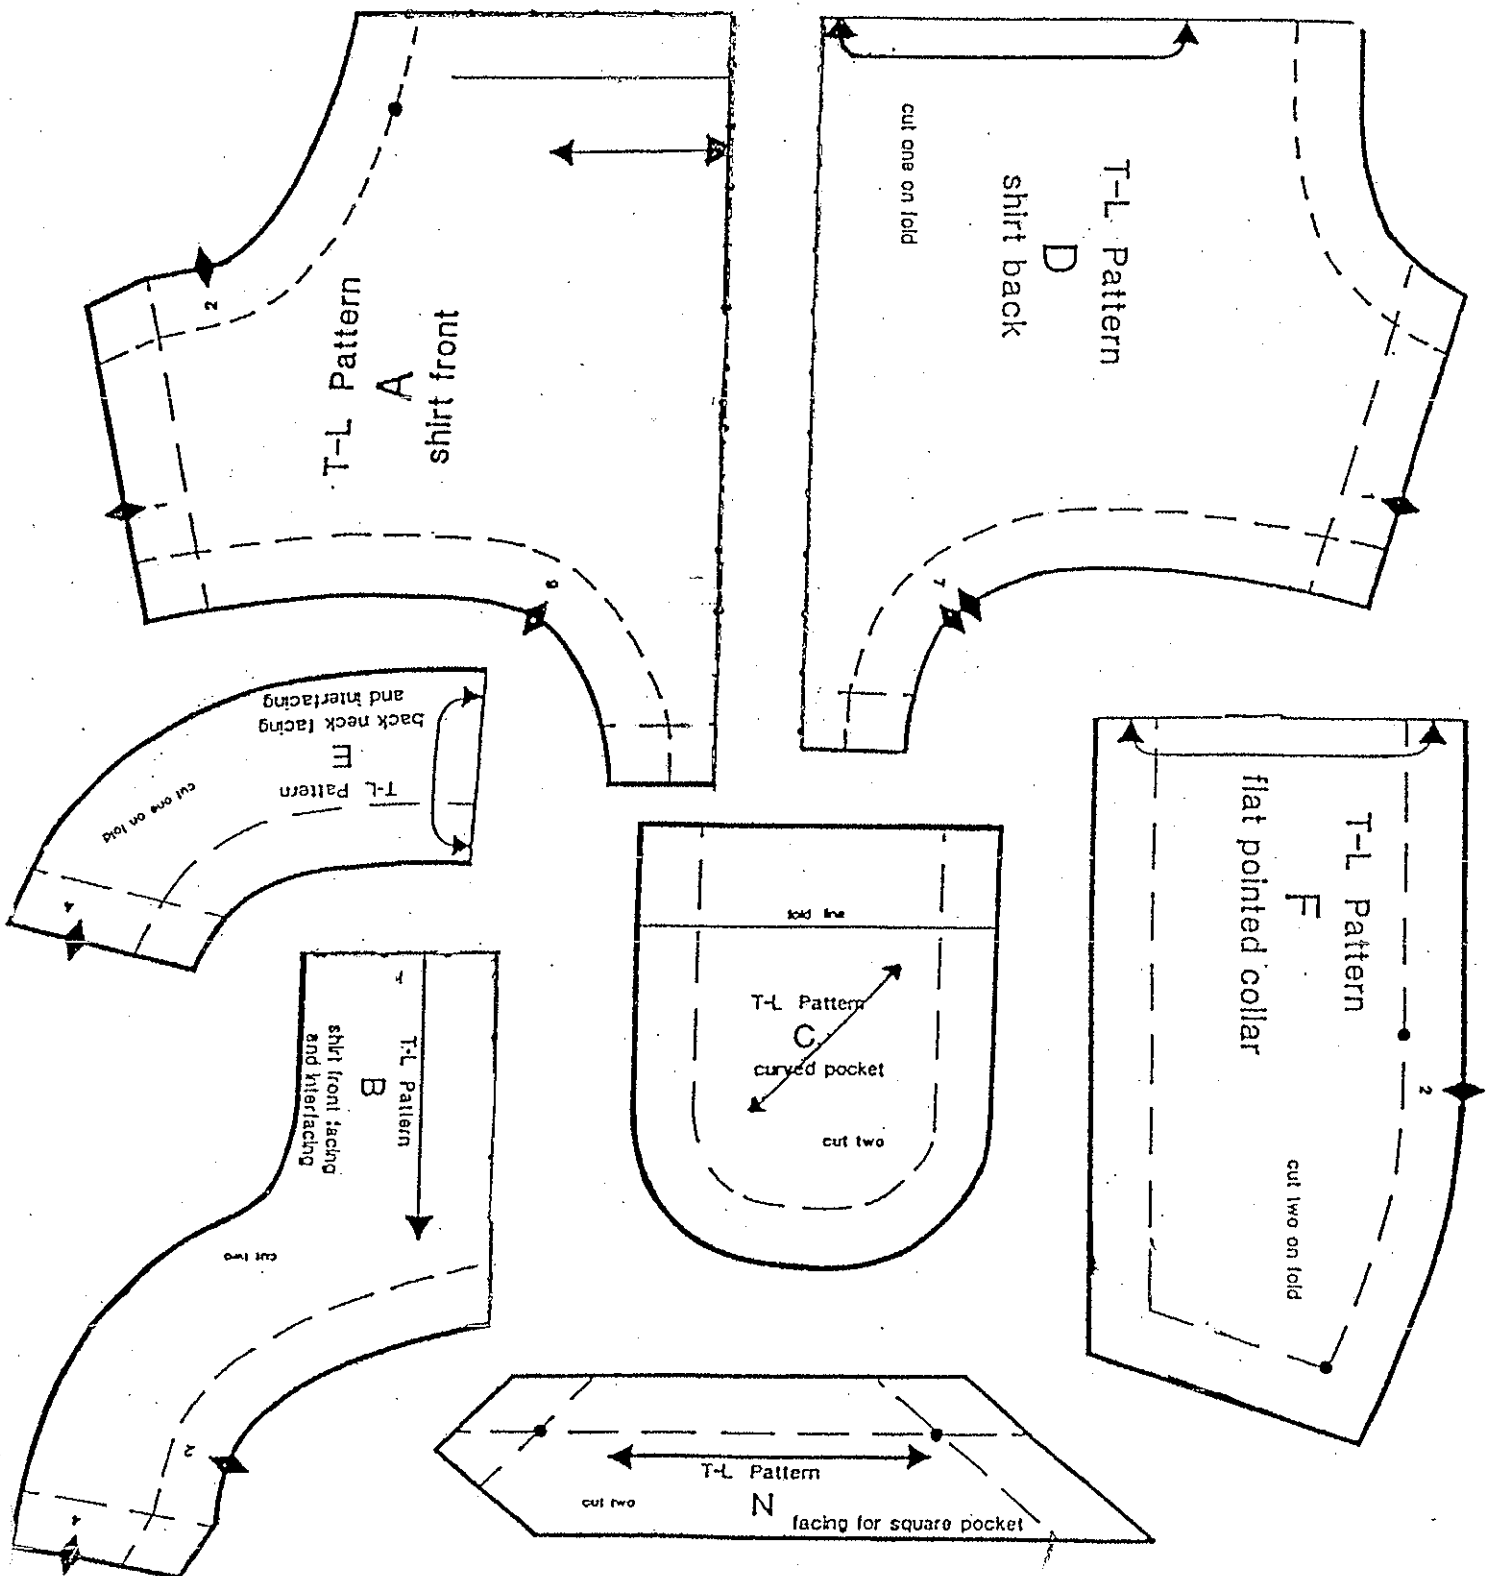 T-L Pattern
A
shirt front
2
1
6
T-L Pattern
D
shirt back
cut one on fold
1
7
T-L Pattern
E
back neck facing
and interfacing
cut one on fold
4
T-L Pattern
F
flat pointed collar
cut two on fold
2
fold line
T-L Pattern
C
curved pocket
cut two
T-L Pattern
B
shirt front facing
and interfacing
cut two
2
4
T-L Pattern
N
cut two
facing for square pocket